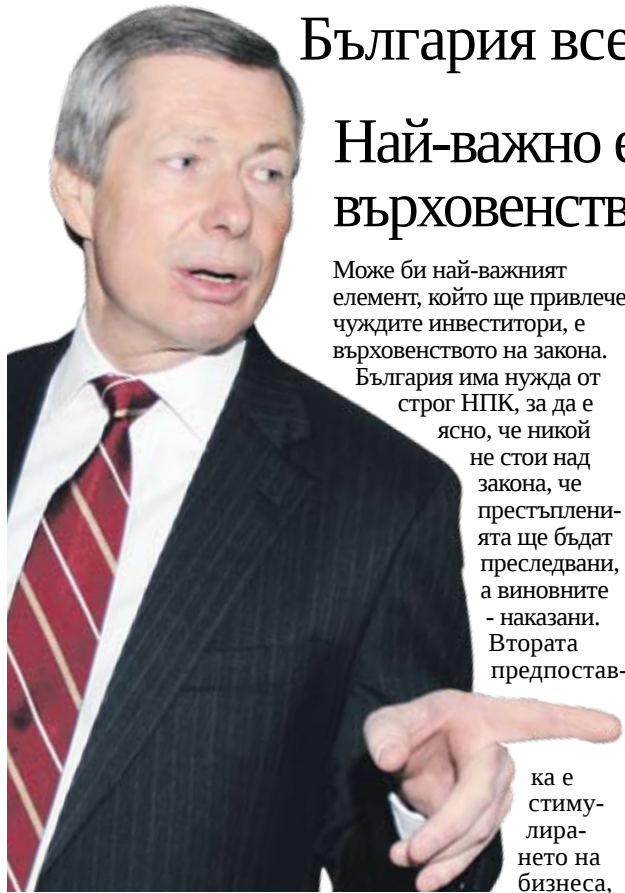 България все
Най-важно е
върховенств
Може би най-важният
елемент, който ще привлече
чуждите инвеститори, е
върховенството на закона.
България има нужда от
строг НПК, за да е
ясно, че никой
не стои над
закона, че
престъплени-
ята ще бъдат
преследвани,
а виновните
- наказани.
Втората
предпостав-
ка е
стиму-
лира-
нето на
бизнеса,